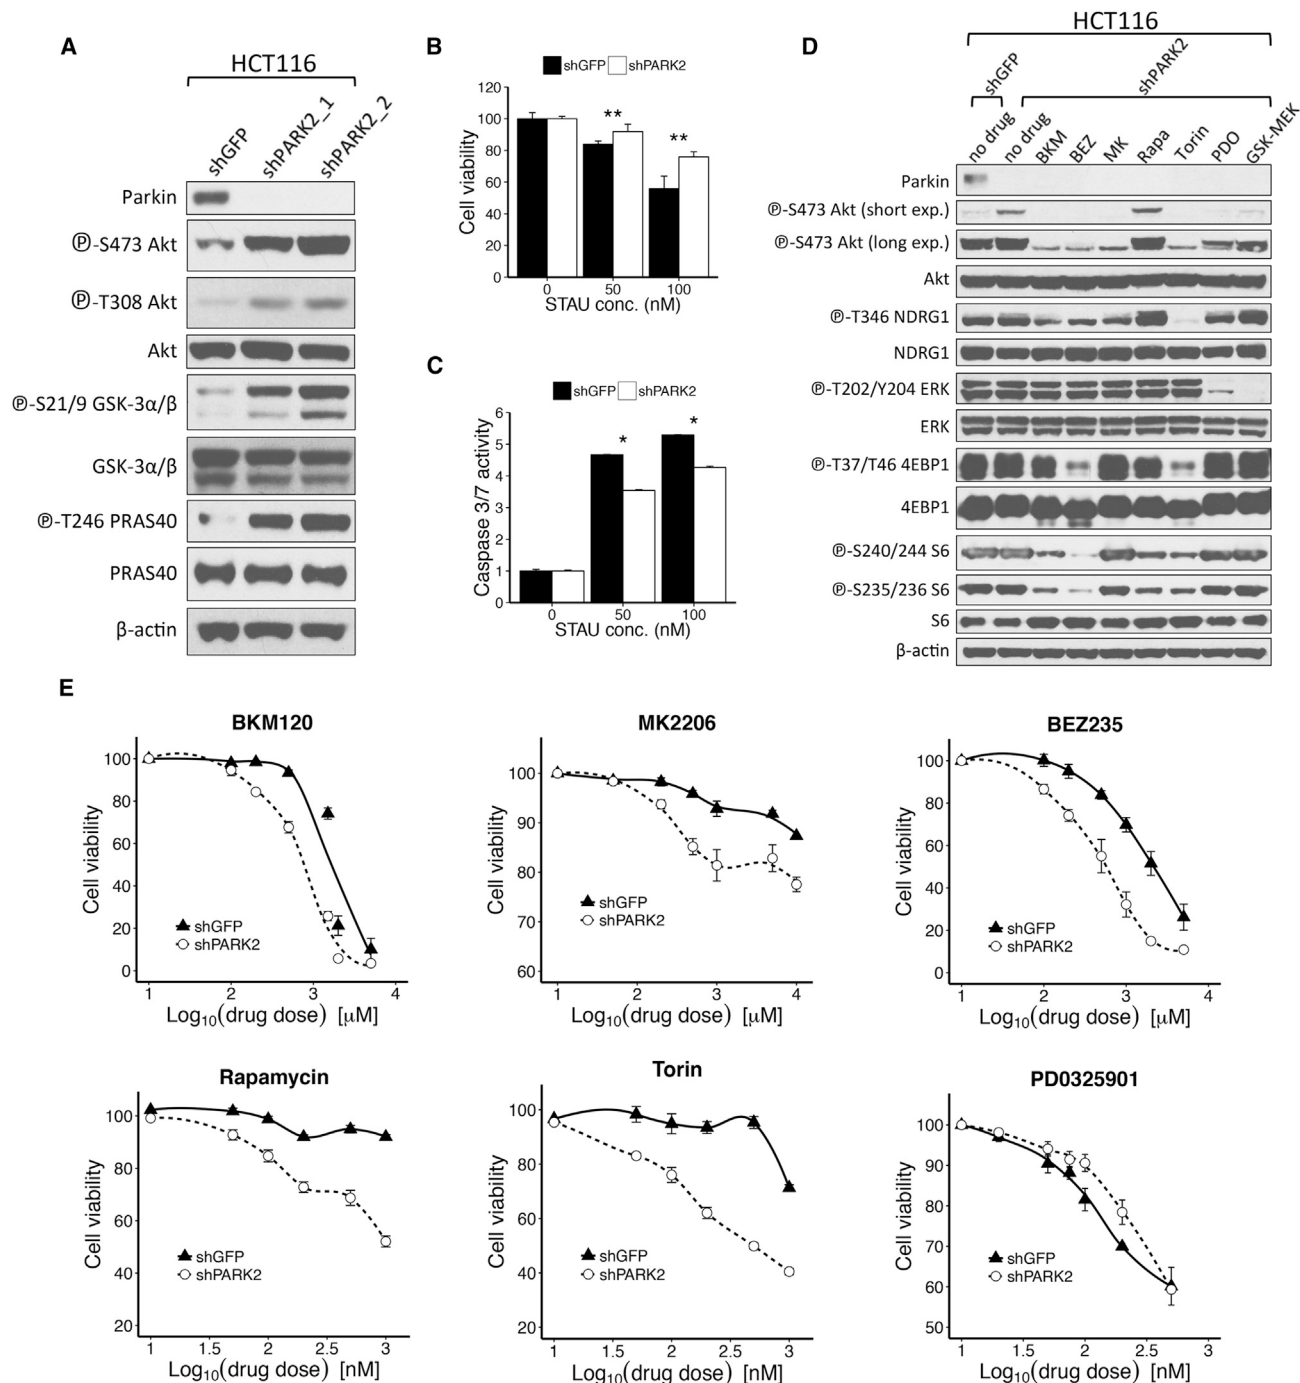 A
HCT116
shGFP
shPARK2_1
shPARK2_2
Parkin
Ⓟ-S473 Akt
Ⓟ-T308 Akt
Akt
Ⓟ-S21/9 GSK-3α/β
GSK-3α/β
Ⓟ-T246 PRAS40
PRAS40
β-actin
B
shGFP shPARK2
120
100
80
60
40
20
0
Cell viability
** **
0 50 100
STAU conc. (nM)
C
shGFP shPARK2
6
5
4
3
2
1
0
Caspase 3/7 activity
* *
0 50 100
STAU conc. (nM)
D
HCT116
shGFP
shPARK2
no drug
no drug
BKM
BEZ
MK
Rapa
Torin
PDO
GSK-MEK
Parkin
Ⓟ-S473 Akt (short exp.)
Ⓟ-S473 Akt (long exp.)
Akt
Ⓟ-T346 NDRG1
NDRG1
Ⓟ-T202/Y204 ERK
ERK
Ⓟ-T37/T46 4EBP1
4EBP1
Ⓟ-S240/244 S6
Ⓟ-S235/236 S6
S6
β-actin
E
BKM120
100
80
60
40
20
0
Cell viability
shGFP
shPARK2
1 2 3 4
Log10(drug dose) [μM]
MK2206
100
90
80
70
60
Cell viability
shGFP
shPARK2
1 2 3 4
Log10(drug dose) [μM]
BEZ235
100
80
60
40
20
0
Cell viability
shGFP
shPARK2
1 2 3 4
Log10(drug dose) [μM]
Rapamycin
100
80
60
40
20
Cell viability
shGFP
shPARK2
1 1.5 2 2.5 3
Log10(drug dose) [nM]
Torin
100
80
60
40
20
Cell viability
shGFP
shPARK2
1 1.5 2 2.5 3
Log10(drug dose) [nM]
PD0325901
100
90
80
70
60
50
Cell viability
shGFP
shPARK2
1 1.5 2 2.5 3
Log10(drug dose) [nM]